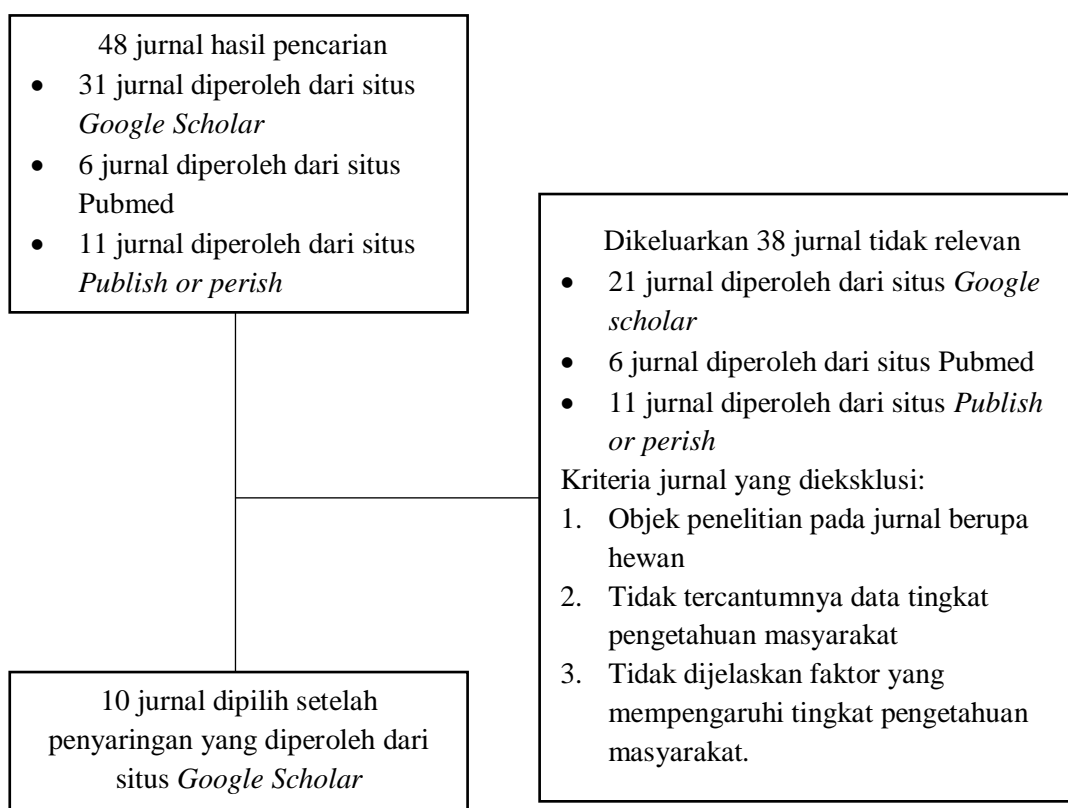 48 jurnal hasil pencarian
• 31 jurnal diperoleh dari situs
Google Scholar
• 6 jurnal diperoleh dari situs
Pubmed
• 11 jurnal diperoleh dari situs
Publish or perish
Dikeluarkan 38 jurnal tidak relevan
• 21 jurnal diperoleh dari situs Google
scholar
• 6 jurnal diperoleh dari situs Pubmed
• 11 jurnal diperoleh dari situs Publish
or perish
Kriteria jurnal yang dieksklusi:
1. Objek penelitian pada jurnal berupa
hewan
2. Tidak tercantumnya data tingkat
pengetahuan masyarakat
3. Tidak dijelaskan faktor yang
mempengaruhi tingkat pengetahuan
masyarakat.
10 jurnal dipilih setelah
penyaringan yang diperoleh dari
situs Google Scholar